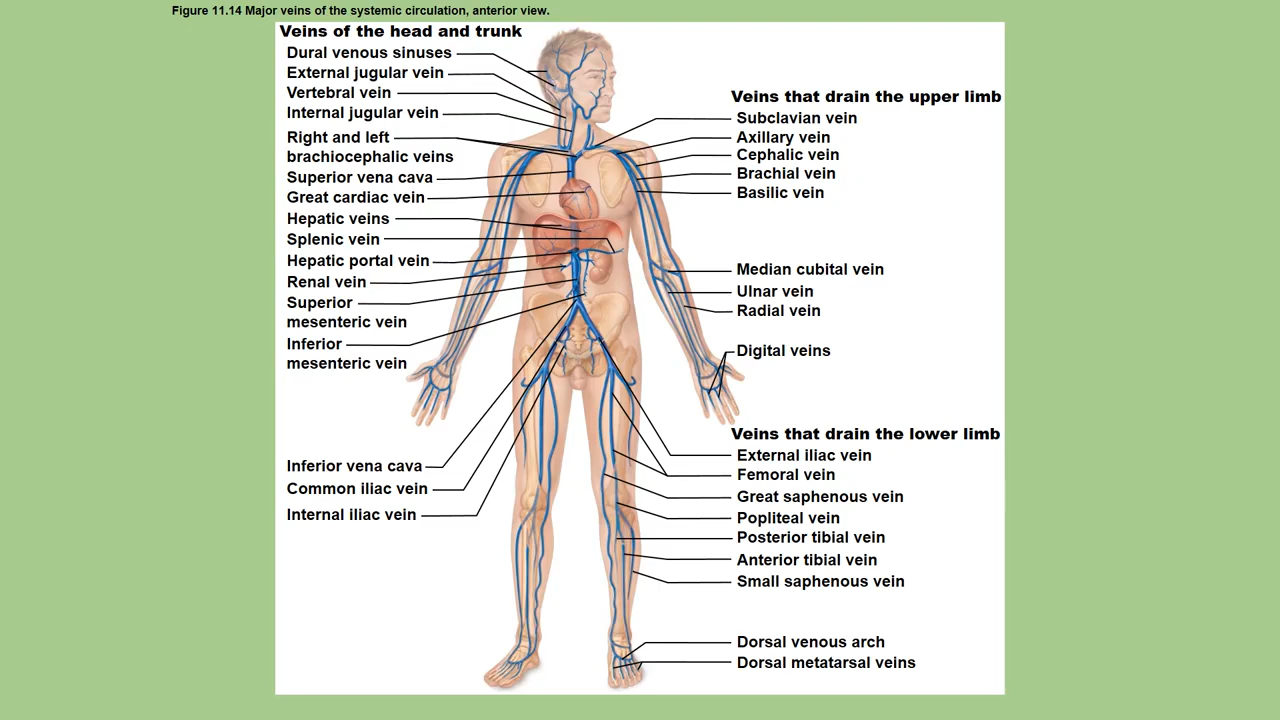 Figure 11.14 Major veins of the systemic circulation, anterior view.
Veins of the head and trunk
Dural venous sinuses
External jugular vein
Vertebral vein
Internal jugular vein
Right and left
brachiocephalic veins
Superior vena cava
Great cardiac vein
Hepatic veins
Splenic vein
Hepatic portal vein
Renal vein
Superior
mesenteric vein
Inferior
mesenteric vein
Inferior vena cava
Common iliac vein
Internal iliac vein
Veins that drain the upper limb
Subclavian vein
Axillary vein
Cephalic vein
Brachial vein
Basilic vein
Median cubital vein
Ulnar vein
Radial vein
Digital veins
Veins that drain the lower limb
External iliac vein
Femoral vein
Great saphenous vein
Popliteal vein
Posterior tibial vein
Anterior tibial vein
Small saphenous vein
Dorsal venous arch
Dorsal metatarsal veins